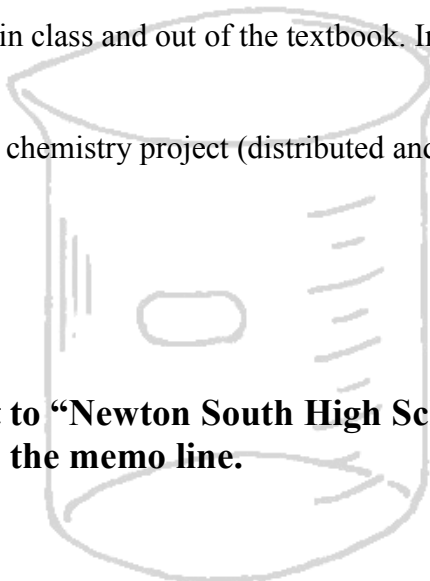 in class and out of the textbook. I
chemistry project (distributed and
to “Newton South High Sc
the memo line.